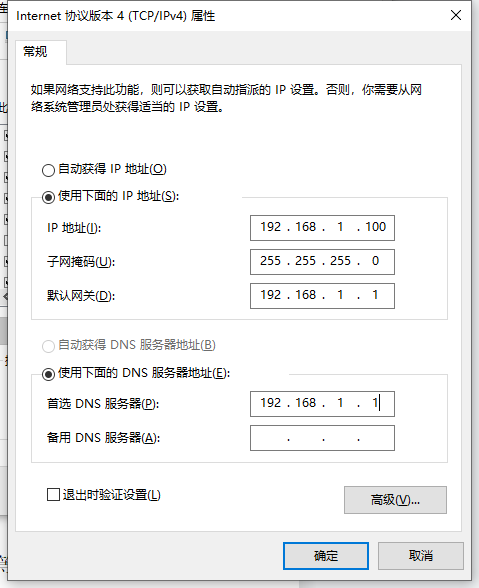 Internet 协议版本 4 (TCP/IPv4) 属性
常规
如果网络支持此功能，则可以获取自动指派的 IP 设置。否则，你需要从网
络系统管理员处获得适当的 IP 设置。
自动获得 IP 地址(O)
使用下面的 IP 地址(S):
IP 地址(I): 192 . 168 . 1 . 100
子网掩码(U): 255 . 255 . 255 . 0
默认网关(D): 192 . 168 . 1 . 1
自动获得 DNS 服务器地址(B)
使用下面的 DNS 服务器地址(E):
首选 DNS 服务器(P): 192 . 168 . 1 . 1
备用 DNS 服务器(A): . . .
退出时验证设置(L)
高级(V)...
确定 取消
等